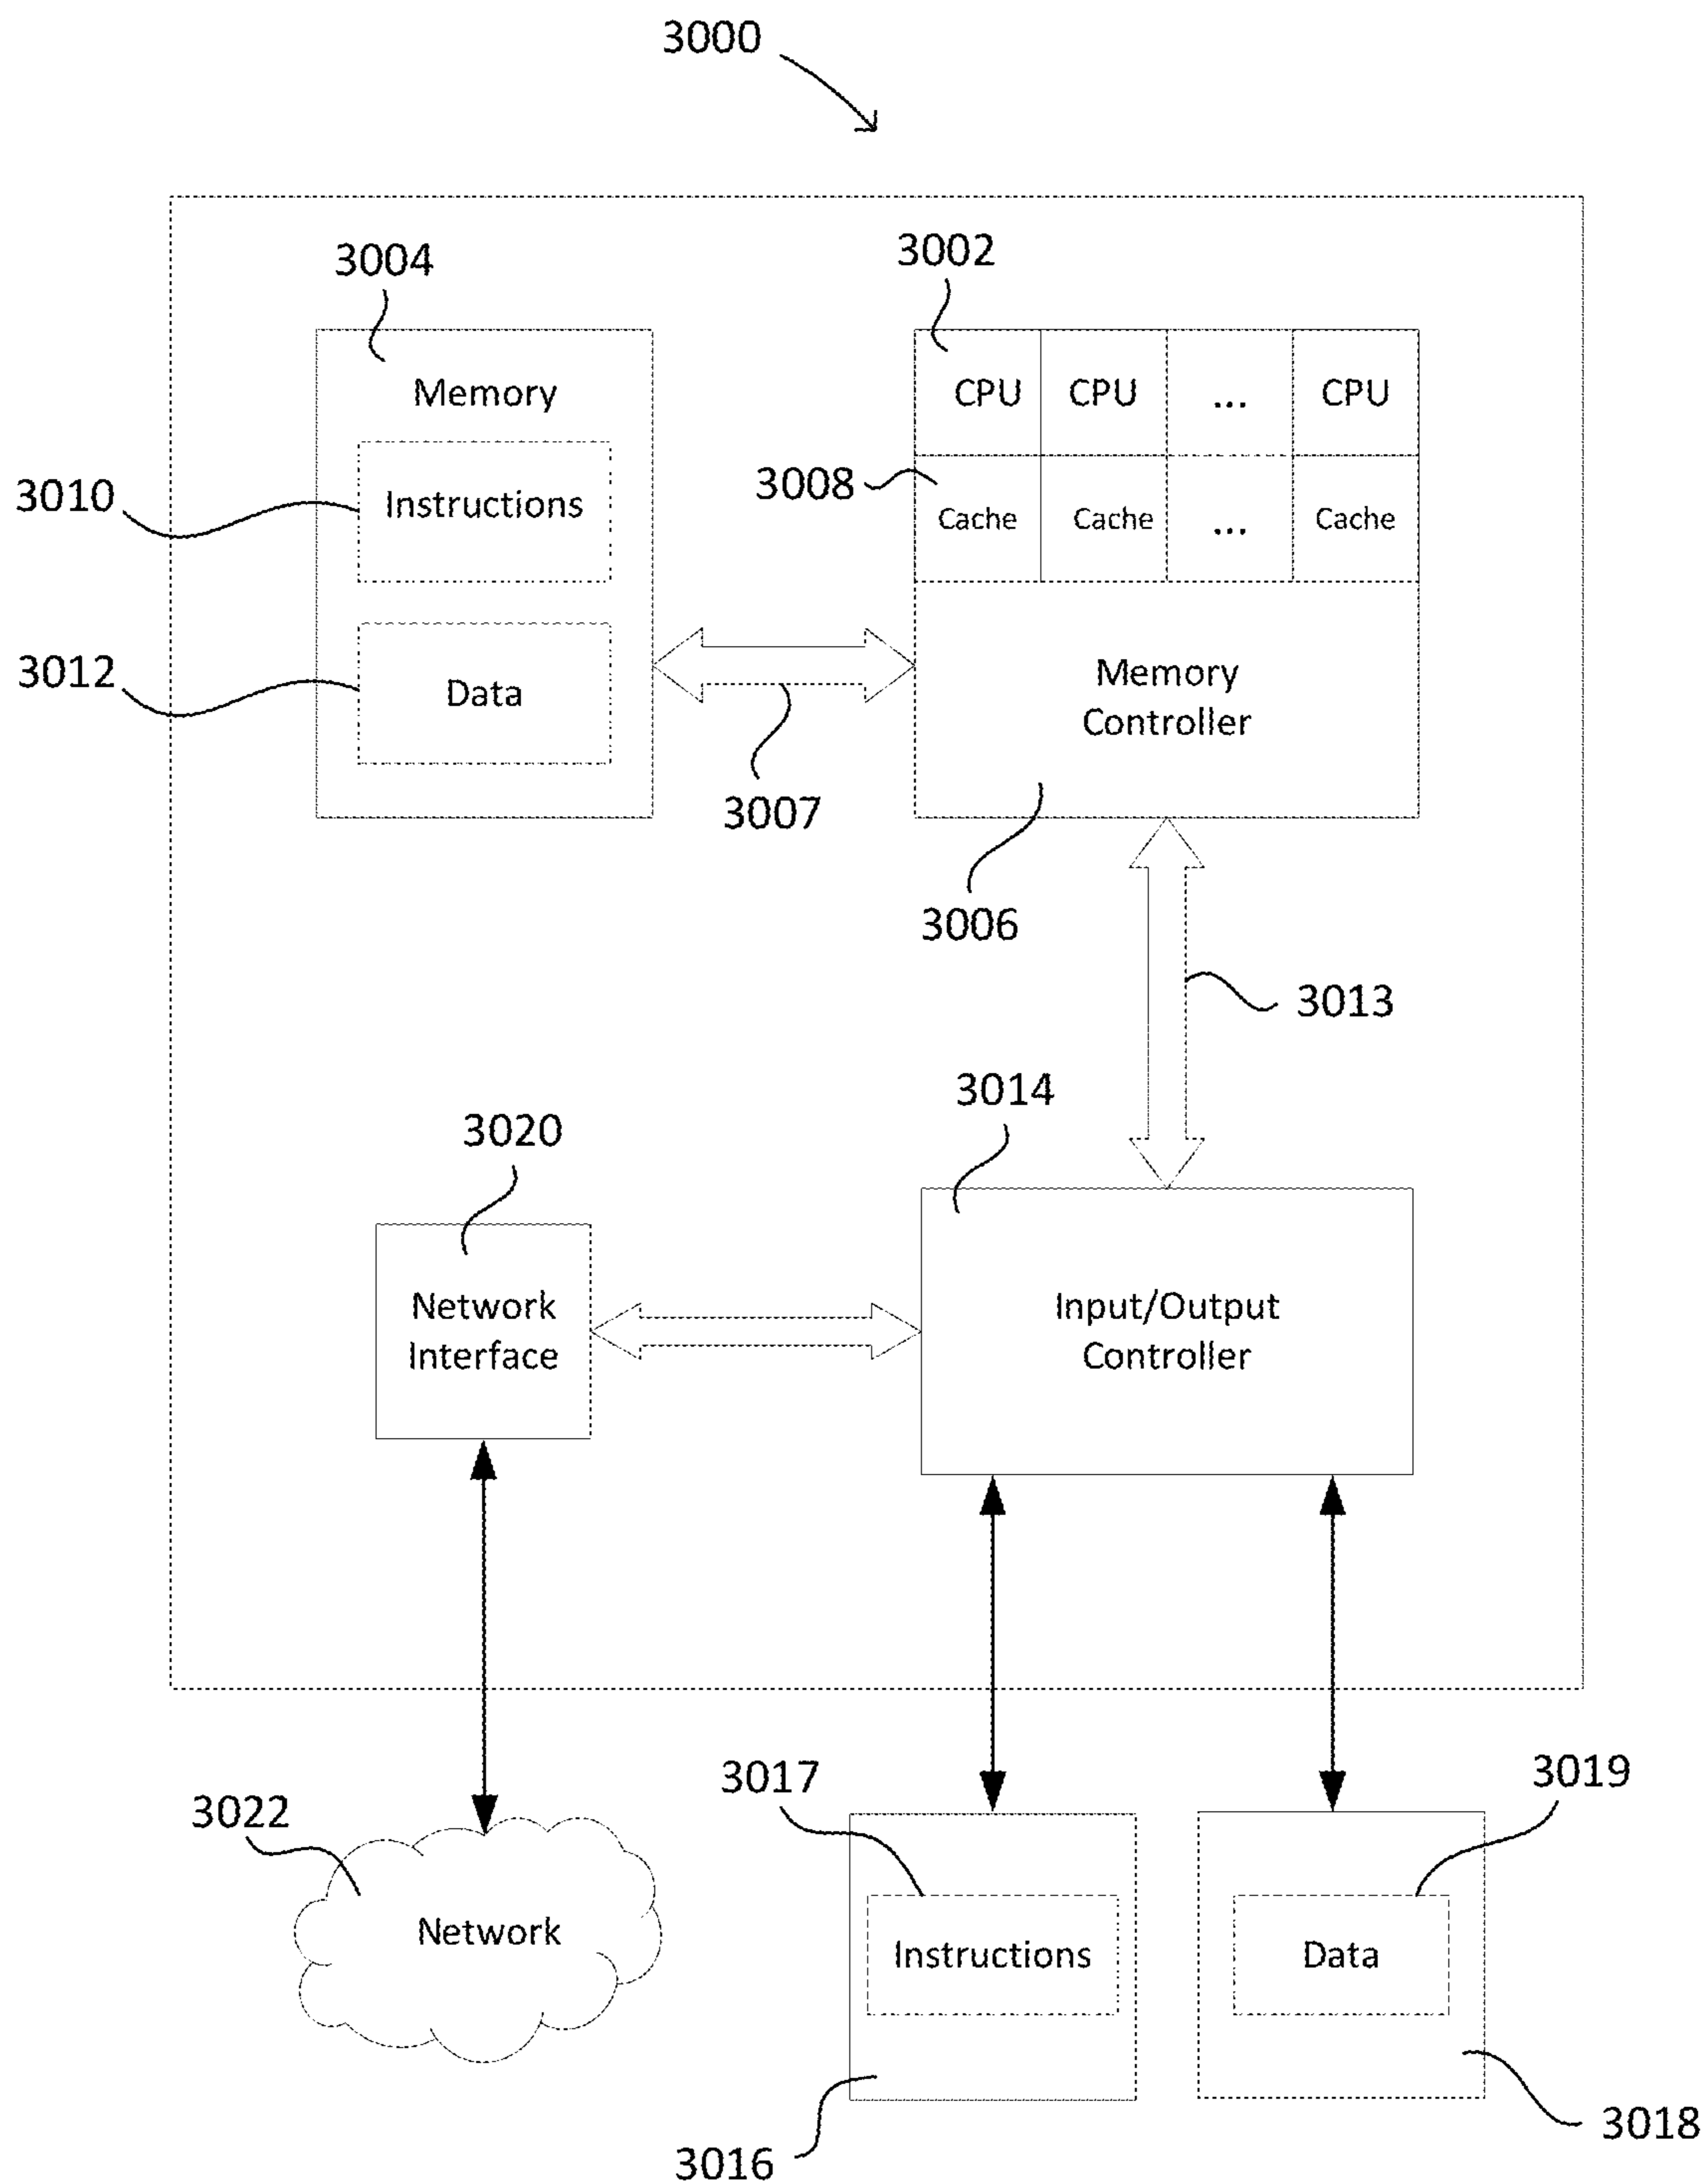 3000
3004
3002
Memory
CPU CPU ... CPU
3010
Instructions
3008
Cache Cache ... Cache
3012
Data
Memory
Controller
3007
3006
3013
3014
3020
Network
Interface
Input/Output
Controller
3017
3019
3022
Network
Instructions
Data
3016
3018